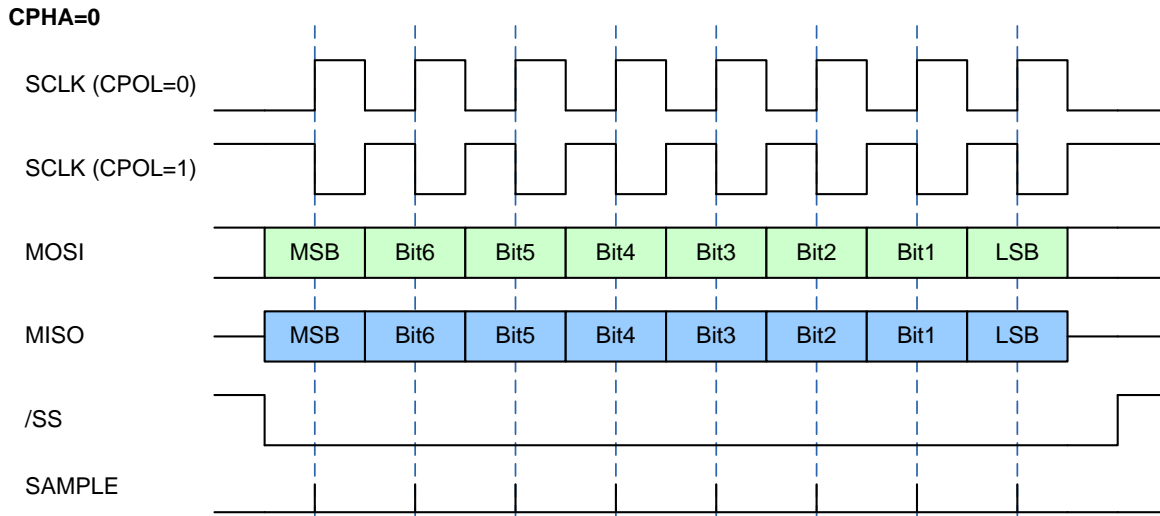 CPHA=0
SCLK (CPOL=0)
SCLK (CPOL=1)
MOSI MSB Bit6 Bit5 Bit4 Bit3 Bit2 Bit1 LSB
MISO MSB Bit6 Bit5 Bit4 Bit3 Bit2 Bit1 LSB
/SS
SAMPLE